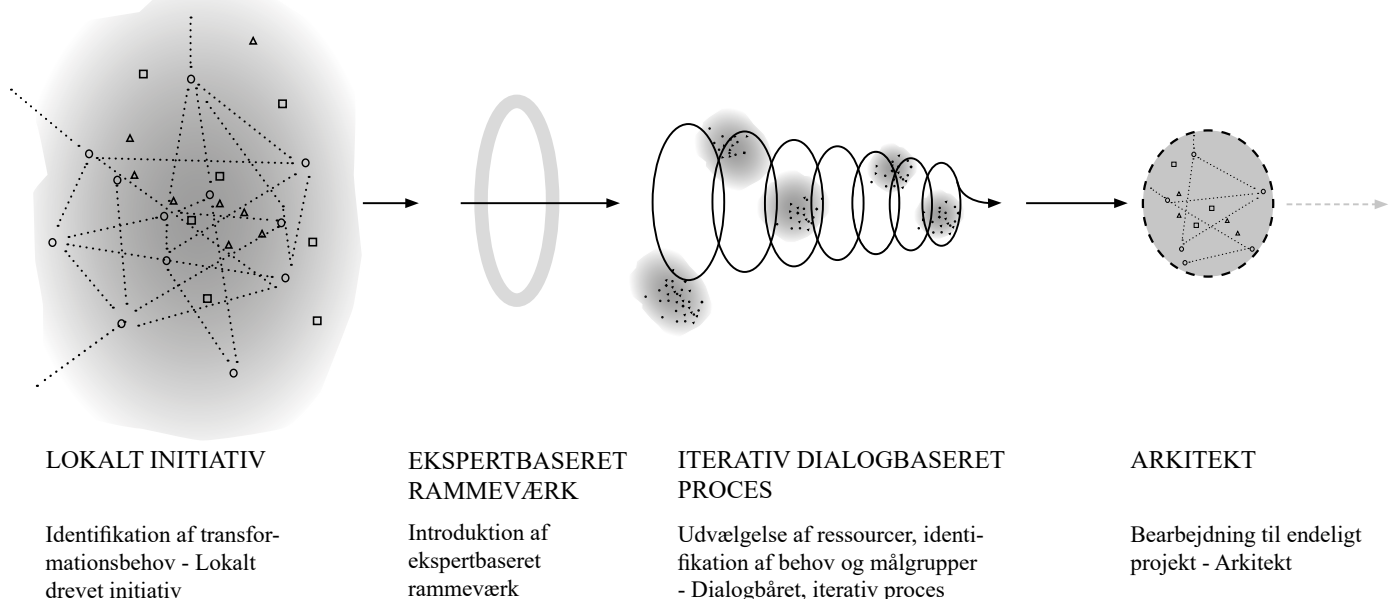 LOKALT INITIATIV
Identifikation af transfor-
mationsbehov - Lokalt
drevet initiativ
EKSPERTBASERET
RAMMEVÆRK
Introduktion af
ekspertbaseret
rammeværk
ITERATIV DIALOGBASERET
PROCES
Udvælgelse af ressourcer, identi-
fikation af behov og målgrupper
- Dialogbåret, iterativ proces
ARKITEKT
Bearbejdning til endeligt
projekt - Arkitekt